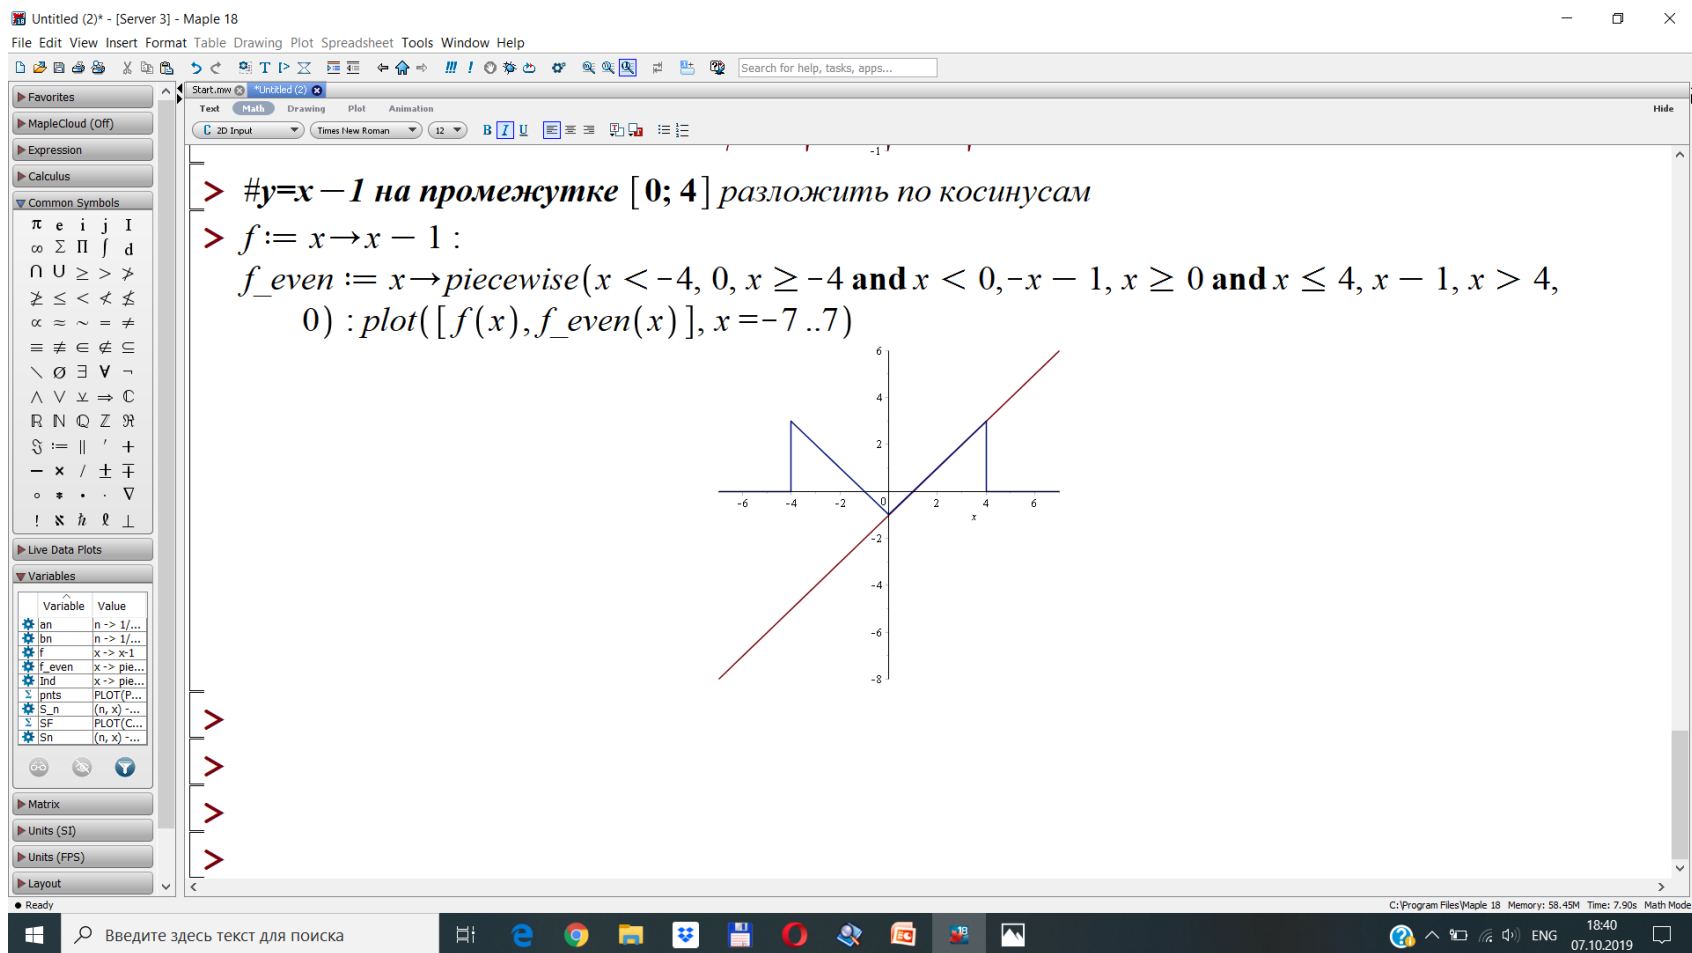 Untitled (2)* - [Server 3] - Maple 18
File Edit View Insert Format Table Drawing Plot Spreadsheet Tools Window Help
Search for help, tasks, apps...
Favorites
MapleCloud (Off)
Expression
Calculus
Common Symbols
π e i j I
∞ Σ Π ∫ d
∩ ∪ ≥ > ≯
≱ ≤ < ≮ ≰
∝ ≈ ~ = ≠
≡ ≢ ∈ ∉ ⊆
\ Ø ∃ ∀ ¬
∧ ∨ ⊻ ⇒ ℂ
ℝ ℕ ℚ ℤ ℜ
ℑ := || ′ +
− × / ± ∓
∘ * • · ∇
! ℵ ħ ℓ ⊥
Live Data Plots
Variables
Variable Value
an n -> 1/...
bn n -> 1/...
f x -> x-1
f_even x -> pie...
Ind x -> pie...
pnts PLOT(P...
S_n (n, x) -...
SF PLOT(C...
Sn (n, x) -...
Matrix
Units (SI)
Units (FPS)
Layout
Start.mw *Untitled (2)
Text Math Drawing Plot Animation Hide
C 2D Input Times New Roman 12 B I U
-1
> #y=x−1 на промежутке [0; 4] разложить по косинусам
> f := x→x − 1 :
f_even := x→piecewise(x < −4, 0, x ≥ −4 and x < 0, −x − 1, x ≥ 0 and x ≤ 4, x − 1, x > 4,
0) : plot([f(x), f_even(x)], x = −7 ..7)
6
4
2
-6 -4 -2 0 2 4 6
x
-2
-4
-6
-8
>
>
>
>
Ready
C:\Program Files\Maple 18 Memory: 58.45M Time: 7.90s Math Mode
Введите здесь текст для поиска
18
ENG
18:40
07.10.2019